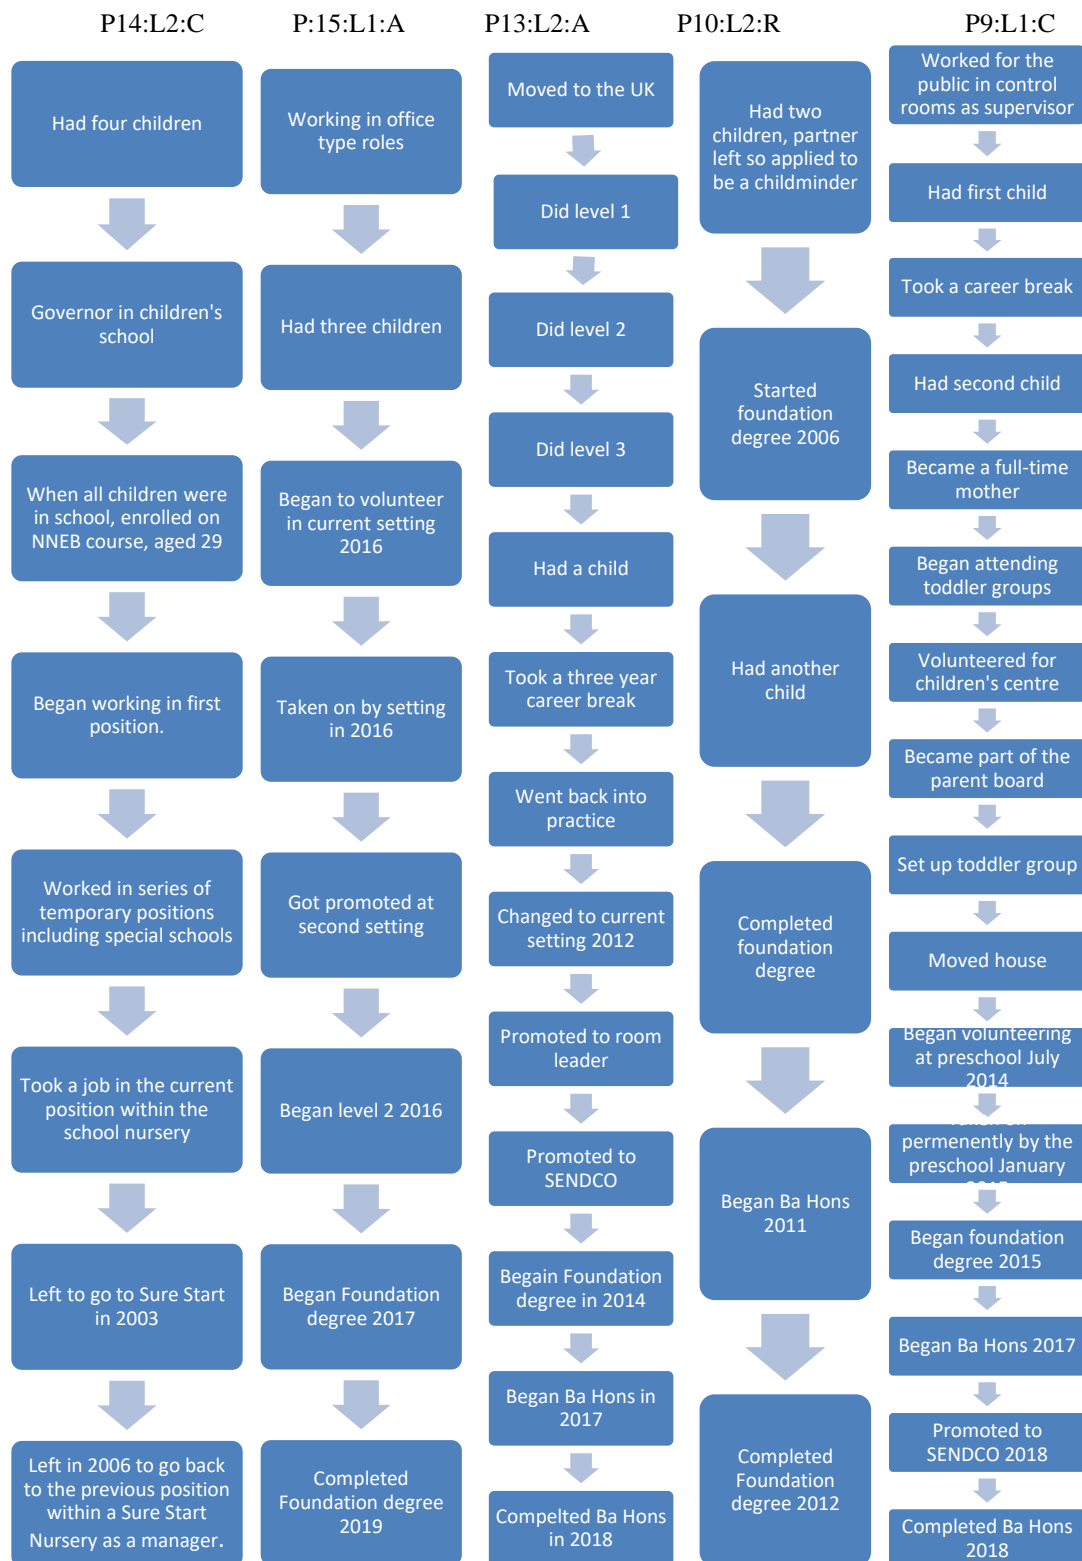 P14:L2:C
P:15:L1:A
P13:L2:A
P10:L2:R
P9:L1:C
Had four children
Governor in children's
school
When all children were
in school, enrolled on
NNEB course, aged 29
Began working in first
position.
Worked in series of
temporary positions
including special schools
Took a job in the current
position within the
school nursery
Left to go to Sure Start
in 2003
Left in 2006 to go back
to the previous position
within a Sure Start
Nursery as a manager.
Working in office
type roles
Had three children
Began to volunteer
in current setting
2016
Taken on by setting
in 2016
Got promoted at
second setting
Began level 2 2016
Began Foundation
degree 2017
Completed
Foundation degree
2019
Moved to the UK
Did level 1
Did level 2
Did level 3
Had a child
Took a three year
career break
Went back into
practice
Changed to current
setting 2012
Promoted to room
leader
Promoted to
SENDCO
Begain Foundation
degree in 2014
Began Ba Hons in
2017
Compelted Ba Hons
in 2018
Had two
children, partner
left so applied to
be a childminder
Started
foundation
degree 2006
Had another
child
Completed
foundation
degree
Began Ba Hons
2011
Completed
Foundation
degree 2012
Worked for the
public in control
rooms as supervisor
Had first child
Took a career break
Had second child
Became a full-time
mother
Began attending
toddler groups
Volunteered for
children's centre
Became part of the
parent board
Set up toddler group
Moved house
Began volunteering
at preschool July
2014
permenently by the
preschool January
Began foundation
degree 2015
Began Ba Hons 2017
Promoted to
SENDCO 2018
Completed Ba Hons
2018